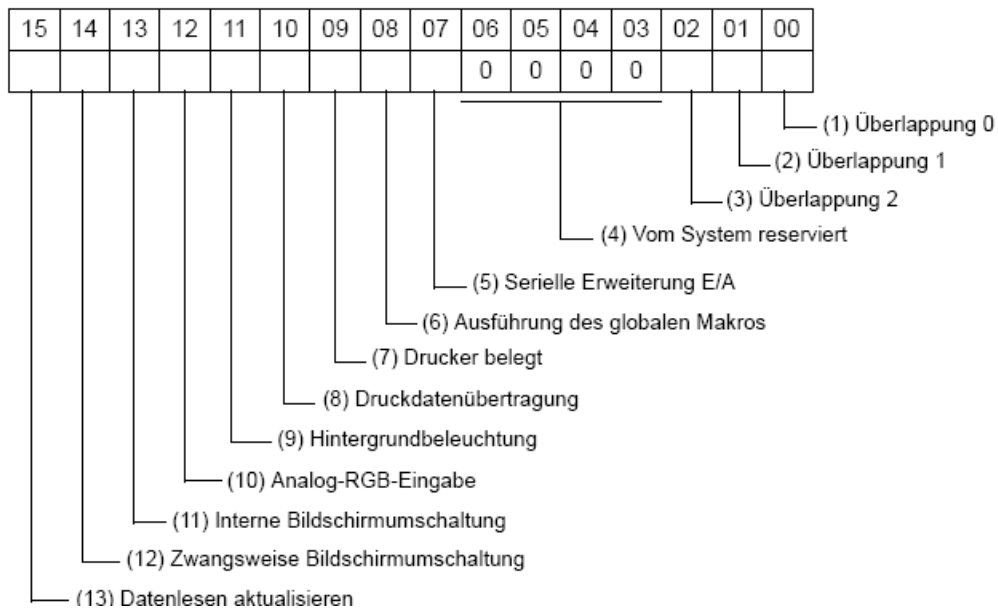 15 14 13 12 11 10 09 08 07 06 05 04 03 02 01 00
0 0 0 0
(1) Überlappung 0
(2) Überlappung 1
(3) Überlappung 2
(4) Vom System reserviert
(5) Serielle Erweiterung E/A
(6) Ausführung des globalen Makros
(7) Drucker belegt
(8) Druckdatenübertragung
(9) Hintergrundbeleuchtung
(10) Analog-RGB-Eingabe
(11) Interne Bildschirmumschaltung
(12) Zwangsweise Bildschirmumschaltung
(13) Datenlesen aktualisieren